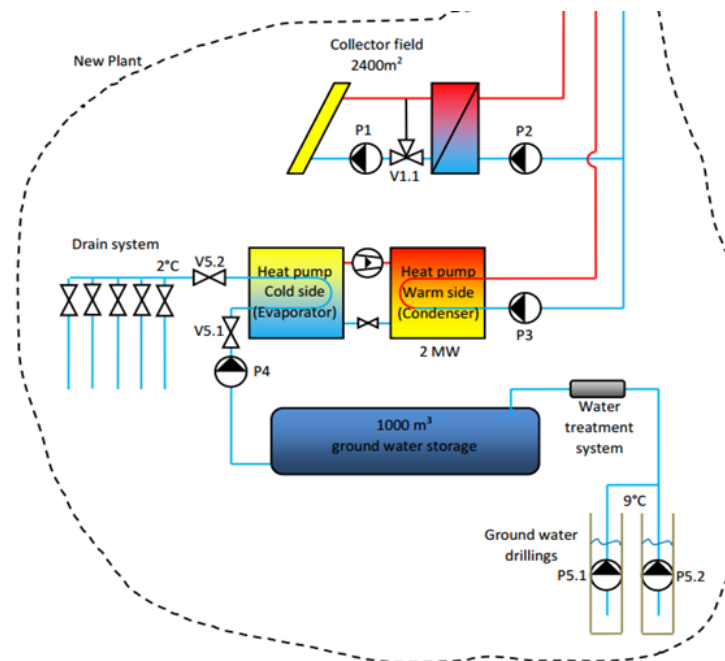 Collector field
2400m²
New Plant
P1
P2
V1.1
Drain system
2°C
V5.2
Heat pump
Cold side
(Evaporator)
Heat pump
Warm side
(Condenser)
V5.1
P3
P4
2 MW
1000 m³
ground water storage
Water
treatment
system
9°C
Ground water
drillings
P5.1
P5.2